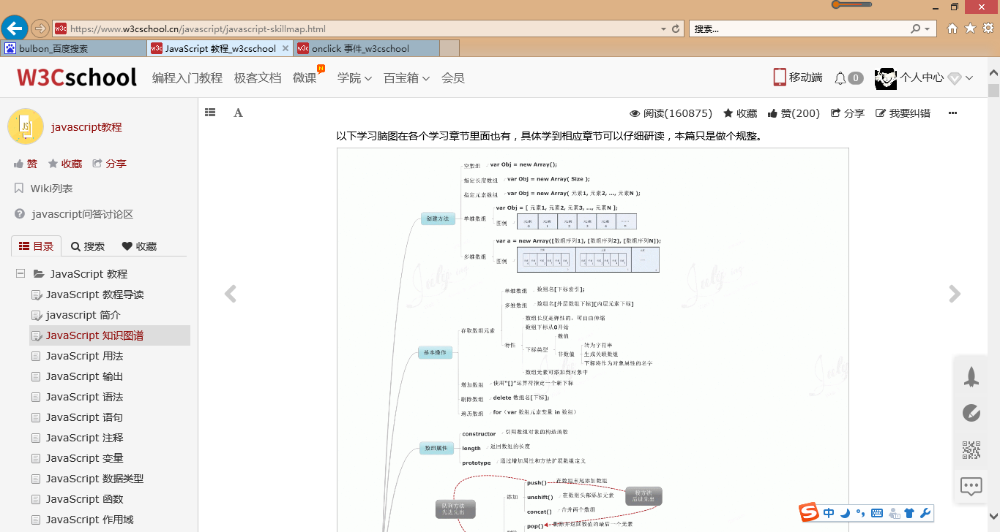 https://www.w3cschool.cn/javascript/javascript-skillmap.html
搜索...
bulbon_百度搜索
JavaScript 教程_w3cschool
onclick 事件_w3cschool
W3Cschool 编程入门教程 极客文档 微课 N 学院 百宝箱 会员 移动端 0 个人中心
javascript教程
赞 收藏 分享
Wiki列表
javascript问答讨论区
目录 搜索 收藏
JavaScript 教程
JavaScript 教程导读
javascript 简介
JavaScript 知识图谱
JavaScript 用法
JavaScript 输出
JavaScript 语法
JavaScript 语句
JavaScript 注释
JavaScript 变量
JavaScript 数据类型
JavaScript 函数
JavaScript 作用域
A 阅读(160875) 收藏 赞(200) 分享 我要纠错
以下学习脑图在各个学习章节里面也有，具体学到相应章节可以仔细研读，本篇只是做个规整。
创建方法
空数组 var Obj = new Array();
指定长度数组 var Obj = new Array( Size );
指定元素数组 var Obj = new Array( 元素1, 元素2, ..., 元素N );
单维数组 var Obj = [ 元素1, 元素2, 元素3, ..., 元素N ];
图例
多维数组 var a = new Array([数组序列1], [数组序列2], [数组序列N]);
图例
基本操作
存取数组元素
单维数组 数组名[下标索引];
多维数组 数组名[外层数组下标][内层元素下标]
特性
数组长度是弹性的，可自由伸缩
数组下标从0开始
下标类型
数值
非数值
转为字符串
生成关联数组
下标将作为对象属性的名字
数组元素可添加到对象中
增加数组 使用“[]”运算符指定一个新下标
删除数组 delete 数组名[下标];
遍历数组 for（var 数组元素变量 in 数组）
数组属性
constructor 引用数组对象的构造函数
length 返回数组的长度
prototype 通过增加属性和方法扩展数组定义
添加
push() 在数组末尾添加数组
unshift() 在数组头部添加元素
concat() 合并两个数组
pop() 删除并返回数值的最后一个元素
队列方法
先进先出
栈方法
后进先出
July
July
July
中